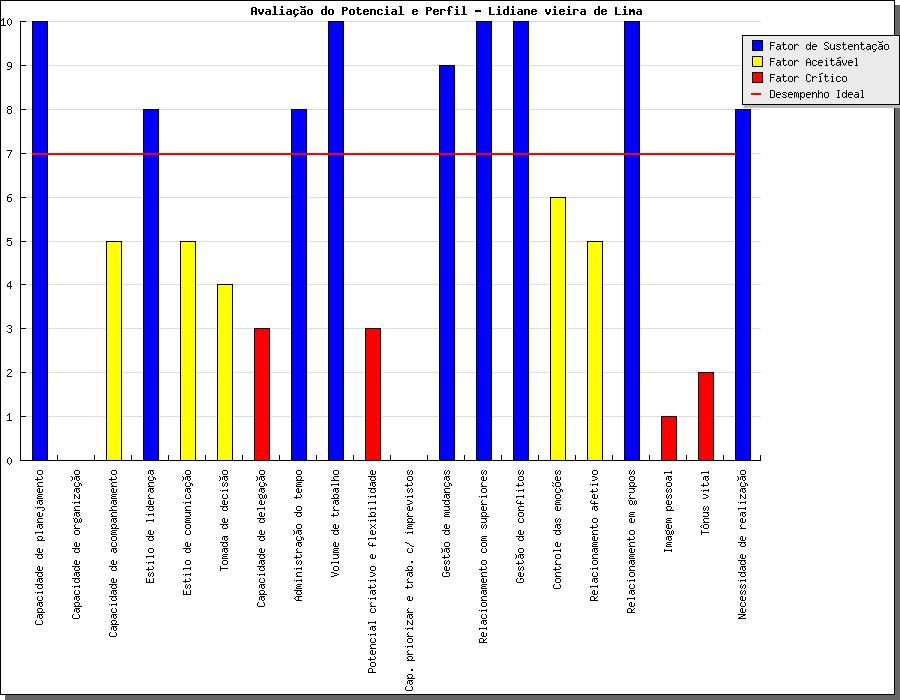 Avaliação do Potencial e Perfil - Lidiane vieira de Lima
10
9
8
7
6
5
4
3
2
1
0
Fator de Sustentação
Fator Aceitável
Fator Crítico
Desempenho Ideal
Capacidade de planejamento
Capacidade de organização
Capacidade de acompanhamento
Estilo de liderança
Estilo de comunicação
Tomada de decisão
Capacidade de delegação
Administração do tempo
Volume de trabalho
Potencial criativo e flexibilidade
Cap. priorizar e trab. c/ imprevistos
Gestão de mudanças
Relacionamento com superiores
Gestão de conflitos
Controle das emoções
Relacionamento afetivo
Relacionamento em grupos
Imagem pessoal
Tônus vital
Necessidade de realização